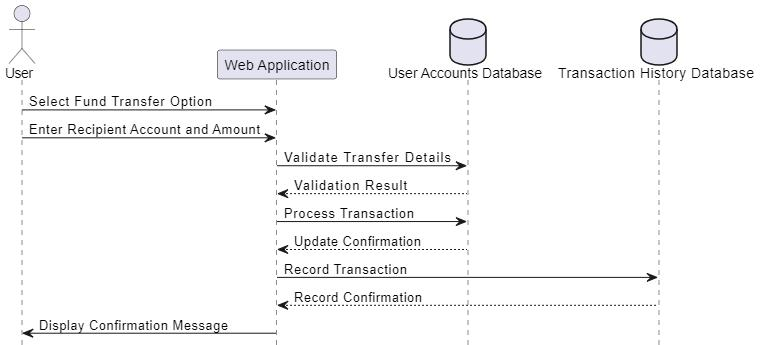 User
Web Application
User Accounts Database
Transaction History Database
Select Fund Transfer Option
Enter Recipient Account and Amount
Validate Transfer Details
Validation Result
Process Transaction
Update Confirmation
Record Transaction
Record Confirmation
Display Confirmation Message